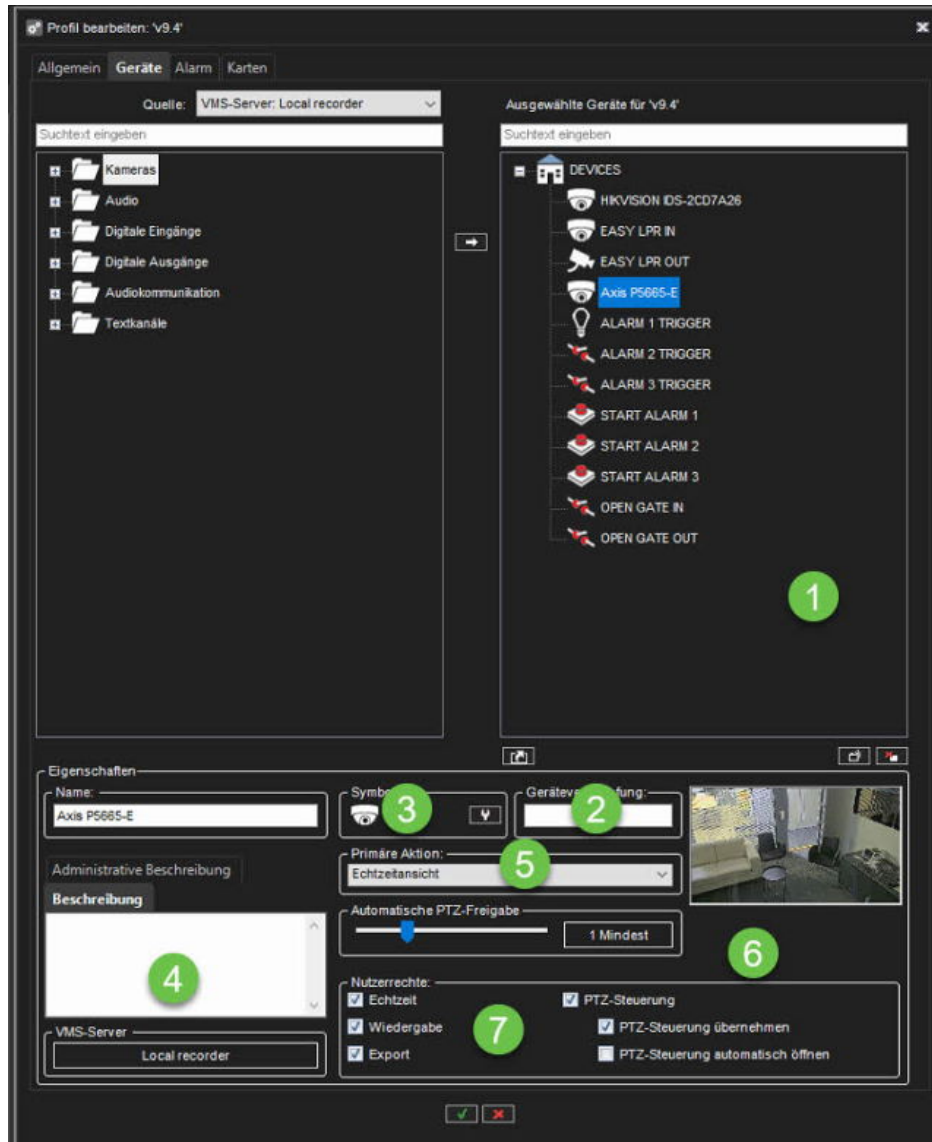 Profil bearbeiten: 'v9.4'
Allgemein Geräte Alarm Karten
Quelle: VMS-Server: Local recorder
Ausgewählte Geräte für 'v9.4'
Suchtext eingeben
Suchtext eingeben
Kameras
Audio
Digitale Eingänge
Digitale Ausgänge
Audiokommunikation
Textkanäle
DEVICES
HIKVISION IDS-2CD7A26
EASY LPR IN
EASY LPR OUT
Axis P5665-E
ALARM 1 TRIGGER
ALARM 2 TRIGGER
ALARM 3 TRIGGER
START ALARM 1
START ALARM 2
START ALARM 3
OPEN GATE IN
OPEN GATE OUT
1
Eigenschaften
Name:
Axis P5665-E
3
2
Administrative Beschreibung
Beschreibung
4
VMS-Server
Local recorder
Primäre Aktion:
5
Echtzeitansicht
Automatische PTZ-Freigabe
1 Mindest
6
Nutzerrechte:
Echtzeit
Wiedergabe
Export
7
PTZ-Steuerung
PTZ-Steuerung übernehmen
PTZ-Steuerung automatisch öffnen